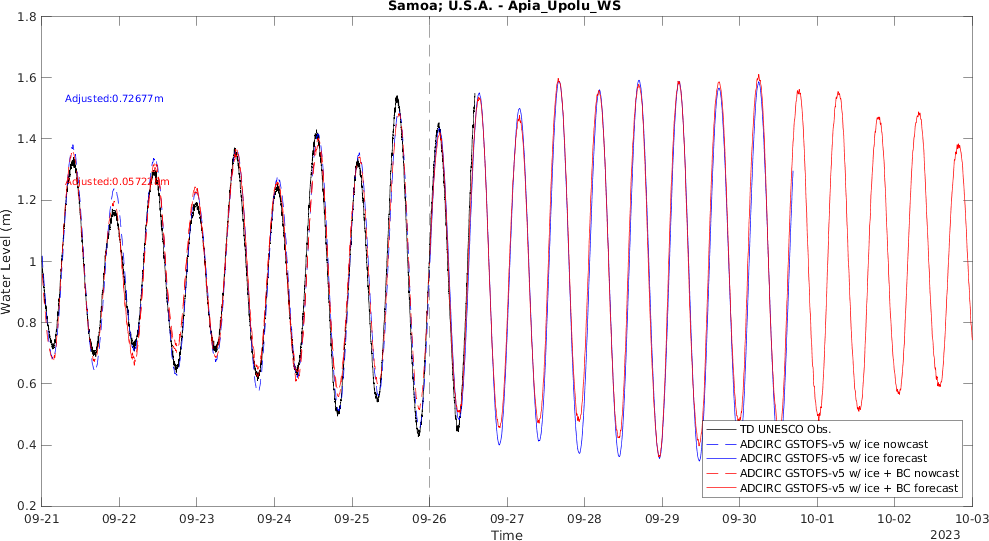 Samoa; U.S.A. - Apia_Upolu_WS
1.8
1.6
1.4
1.2
1
0.8
0.6
0.4
0.2
Water Level (m)
Adjusted:0.72677m
TD UNESCO Obs.
ADCIRC GSTOFS-v5 w/ ice nowcast
ADCIRC GSTOFS-v5 w/ ice forecast
ADCIRC GSTOFS-v5 w/ ice + BC nowcast
ADCIRC GSTOFS-v5 w/ ice + BC forecast
09-21 09-22 09-23 09-24 09-25 09-26 09-27 09-28 09-29 09-30 10-01 10-02 10-03
Time
2023